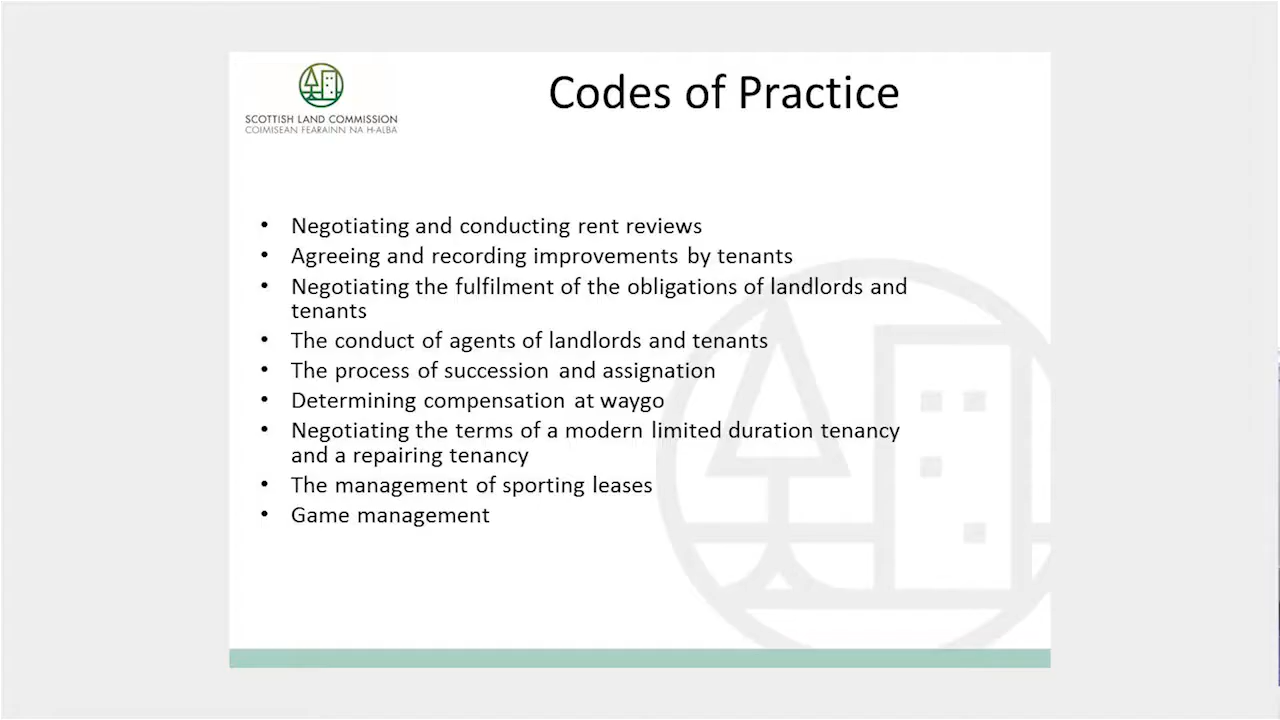 SCOTTISH LAND COMMISSION
COIMISEAN FEARAINN NA H-ALBA
Codes of Practice
• Negotiating and conducting rent reviews
• Agreeing and recording improvements by tenants
• Negotiating the fulfilment of the obligations of landlords and
tenants
• The conduct of agents of landlords and tenants
• The process of succession and assignation
• Determining compensation at waygo
• Negotiating the terms of a modern limited duration tenancy
and a repairing tenancy
• The management of sporting leases
• Game management